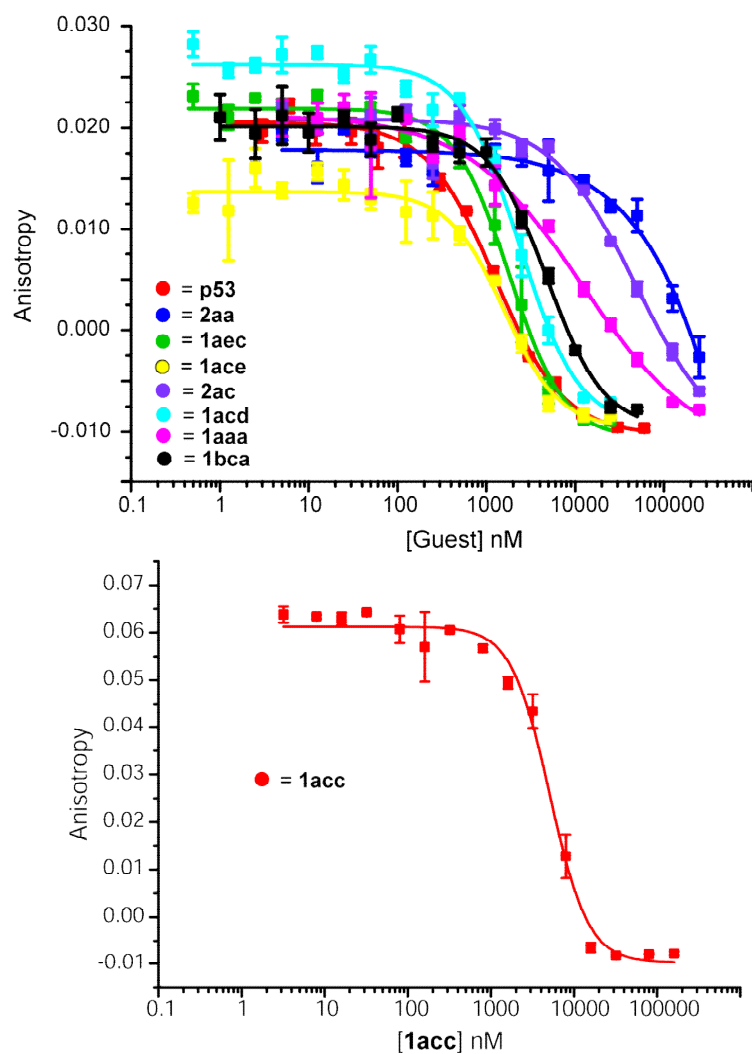 0.030
0.020
0.010
0.000
-0.010
Anisotropy
= p53
= 2aa
= 1aec
= 1ace
= 2ac
= 1acd
= 1aaa
= 1bca
0.1 1 10 100 1000 10000 100000
[Guest] nM
0.07
0.06
0.05
0.04
0.03
0.02
0.01
0.00
-0.01
Anisotropy
= 1acc
0.1 1 10 100 1000 10000 100000
[1acc] nM